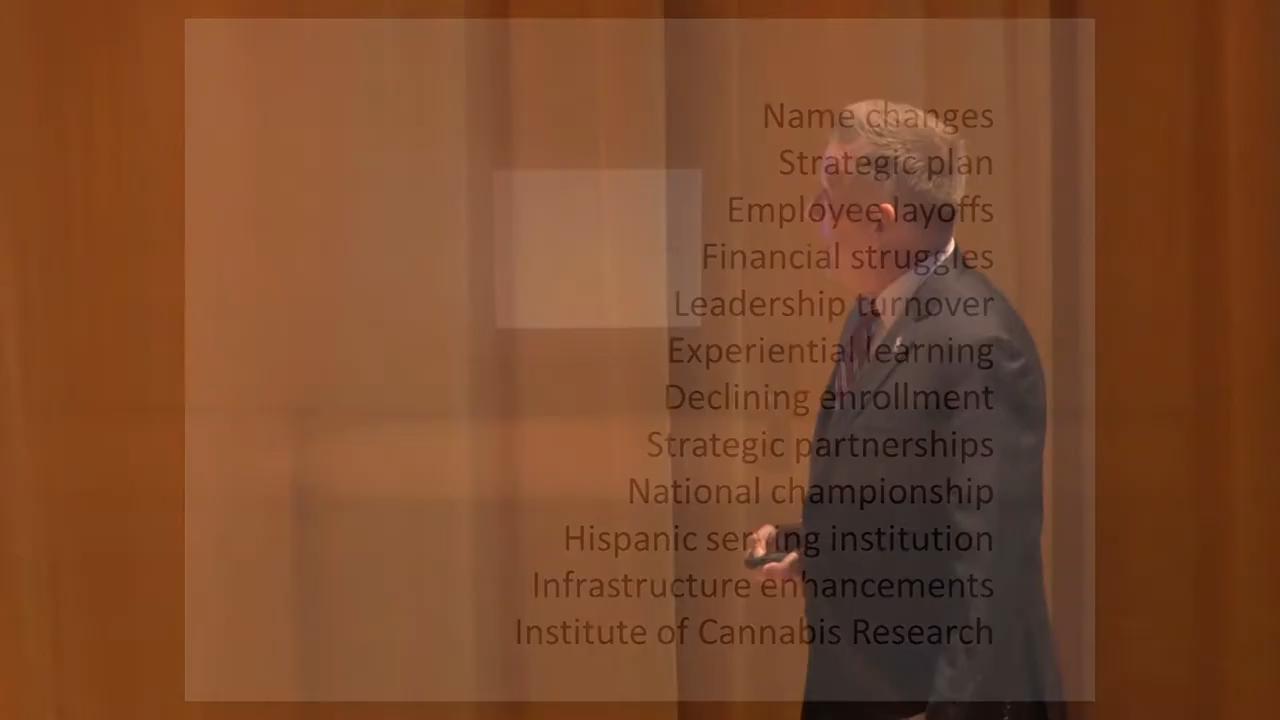 Name changes
Strategic plan
Employee layoffs
Financial struggles
Leadership turnover
Experiential learning
Declining enrollment
Strategic partnerships
National championship
Hispanic serving institution
Infrastructure enhancements
Institute of Cannabis Research